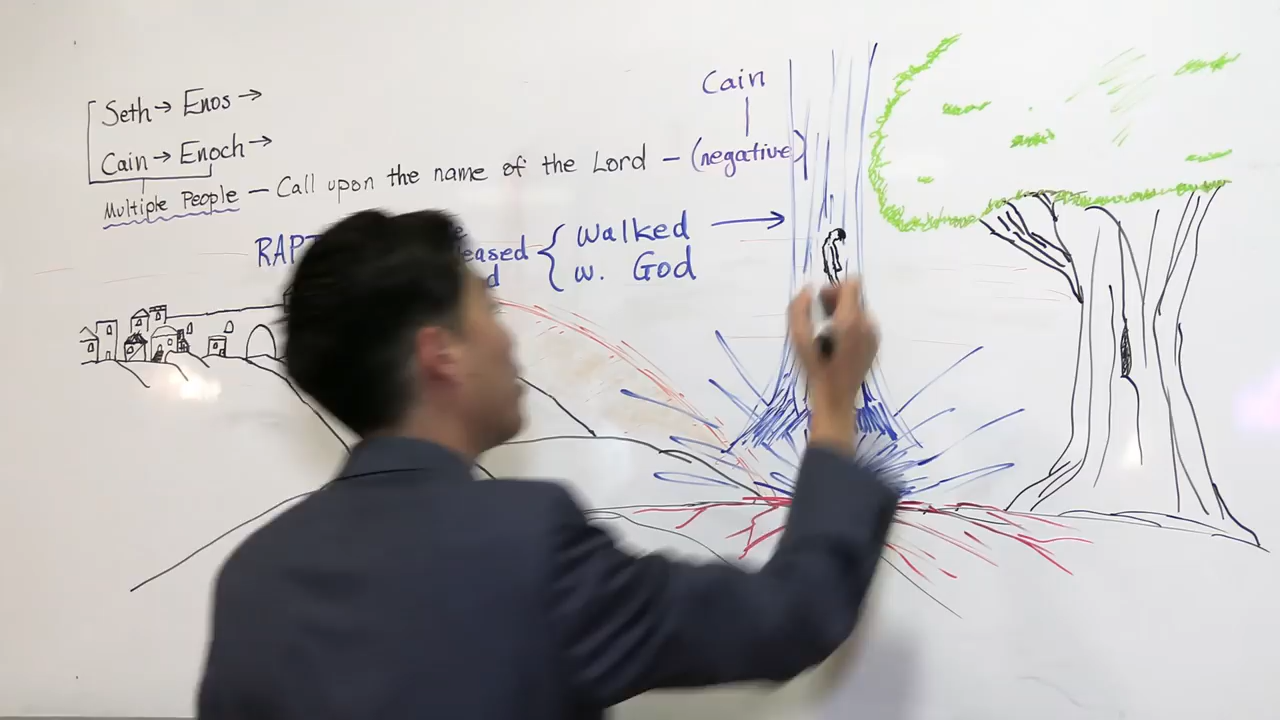 Seth → Enos →
Cain → Enoch →
Multiple People – Call upon the name of the Lord – (negative)
Cain
Walked
w. God